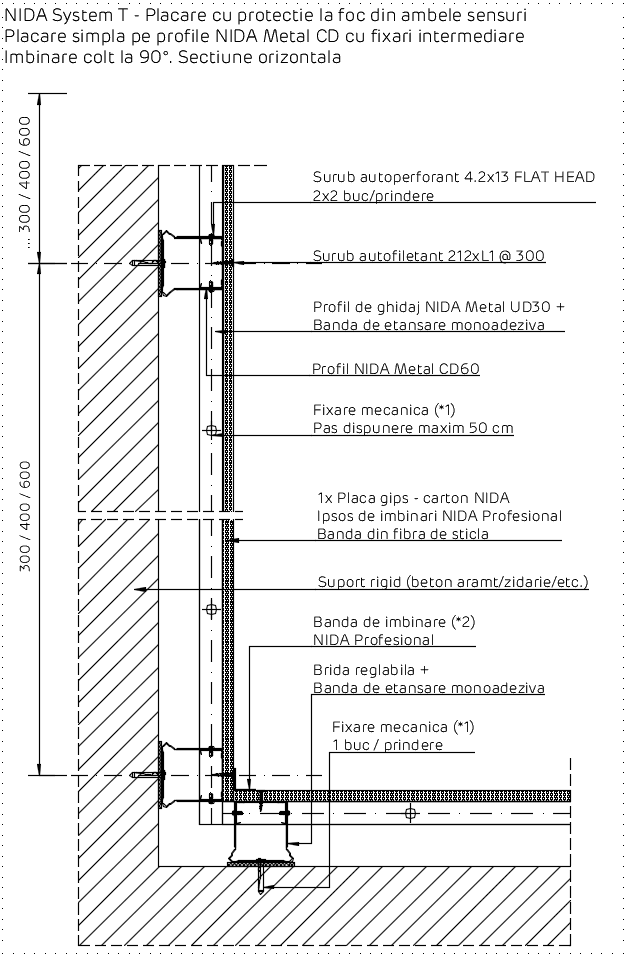 NIDA System T - Placare cu protectie la foc din ambele sensuri
Placare simpla pe profile NIDA Metal CD cu fixari intermediare
Imbinare colt la 90°. Sectiune orizontala
... 300 / 400 / 600
Surub autoperforant 4.2x13 FLAT HEAD
2x2 buc/prindere
Surub autofiletant 212xL1 @ 300
Profil de ghidaj NIDA Metal UD30 +
Banda de etansare monoadeziva
Profil NIDA Metal CD60
Fixare mecanica (*1)
Pas dispunere maxim 50 cm
300 / 400 / 600
1x Placa gips - carton NIDA
Ipsos de imbinari NIDA Profesional
Banda din fibra de sticla
Suport rigid (beton aramt/zidarie/etc.)
Banda de imbinare (*2)
NIDA Profesional
Brida reglabila +
Banda de etansare monoadeziva
Fixare mecanica (*1)
1 buc / prindere